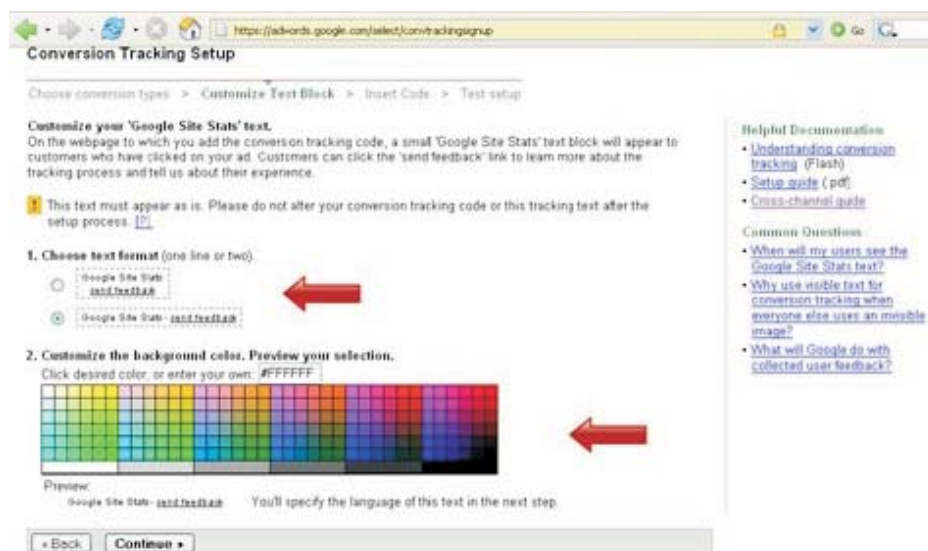 https://adwords.google.com/select/convtrackingsignup
Go
Conversion Tracking Setup
Choose conversion types > Customize Text Block > Insert Code > Test setup
Customize your 'Google Site Stats' text.
On the webpage to which you add the conversion tracking code, a small 'Google Site Stats' text block will appear to
customers who have clicked on your ad. Customers can click the 'send feedback' link to learn more about the
tracking process and tell us about their experience.
! This text must appear as is. Please do not alter your conversion tracking code or this tracking text after the
setup process. [?]
1. Choose text format (one line or two).
Google Site Stats
send feedback
Google Site Stats - send feedback
2. Customize the background color. Preview your selection.
Click desired color, or enter your own: #FFFFFF
Preview:
Google Site Stats - send feedback You'll specify the language of this text in the next step.
« Back Continue »
Helpful Documentation
• Understanding conversion
tracking (Flash)
• Setup guide (.pdf)
• Cross-channel guide
Common Questions
• When will my users see the
Google Site Stats text?
• Why use visible text for
conversion tracking when
everyone else uses an invisible
image?
• What will Google do with
collected user feedback?